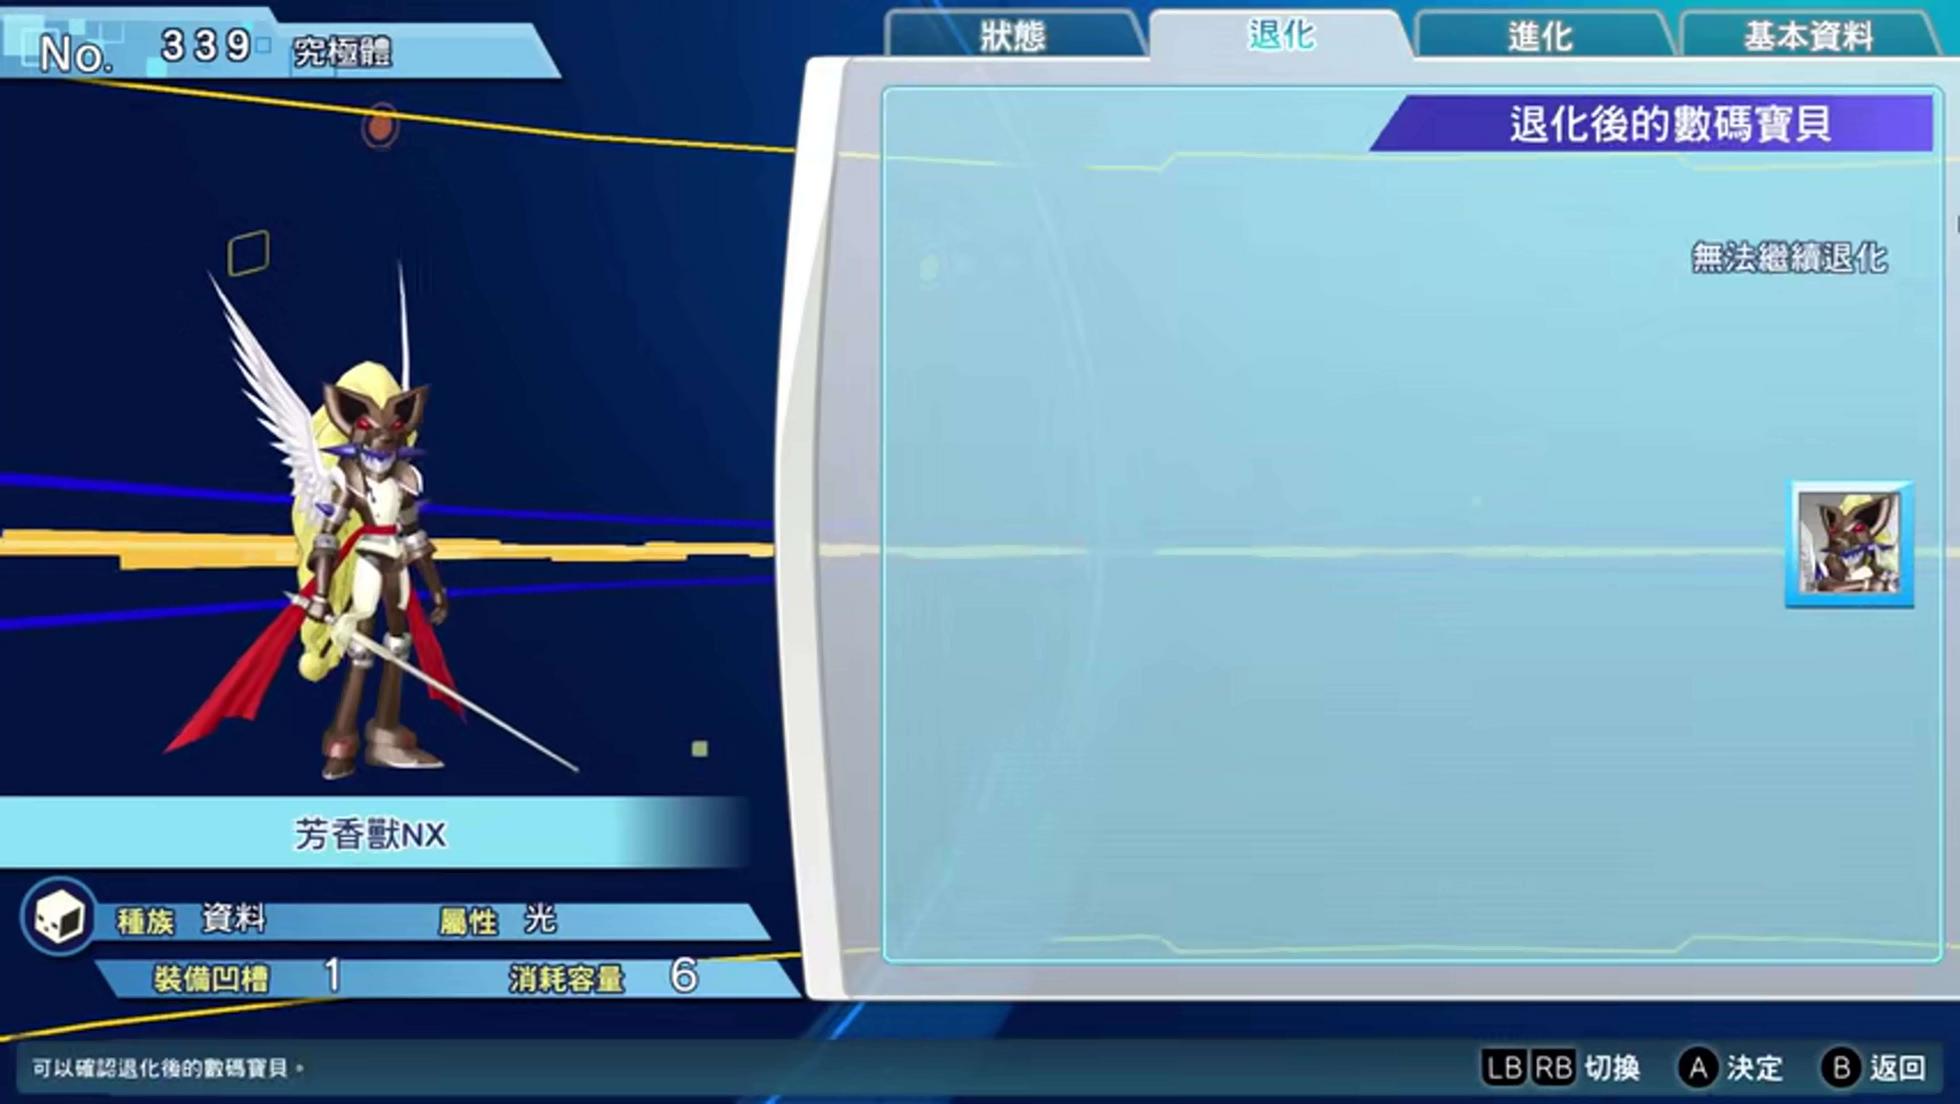 No. 339 究極體
狀態 退化 進化 基本資料
退化後的數碼寶貝
無法繼續退化
芳香獸NX
種族 資料 屬性 光
裝備凹槽 1 消耗容量 6
可以確認退化後的數碼寶貝。
LB RB 切換 A 決定 B 返回